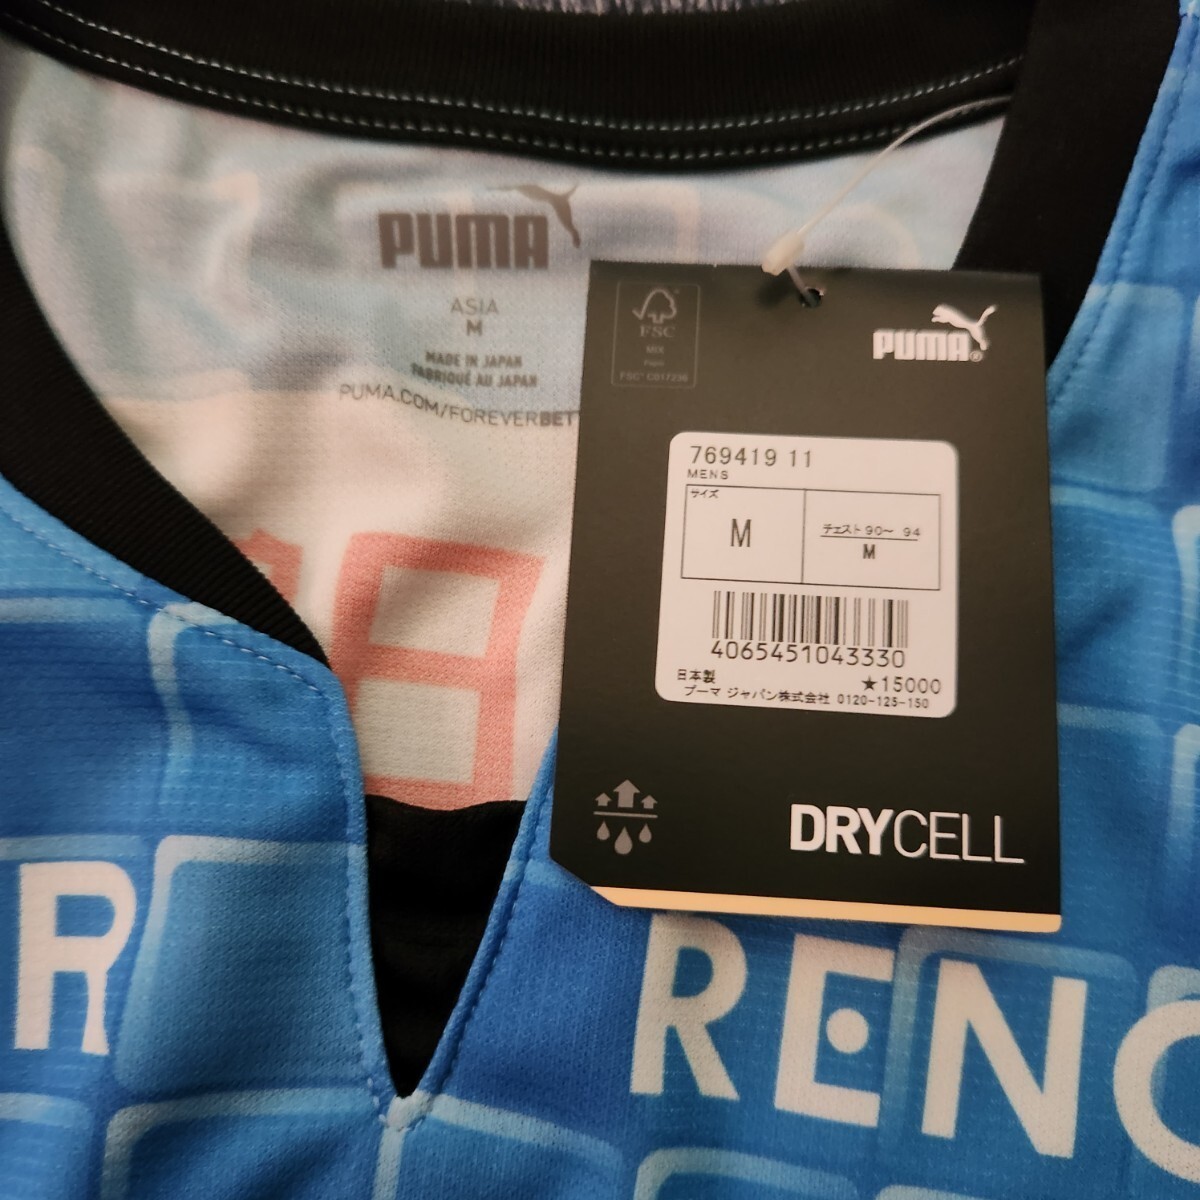 PUMA
ASIA
M
MADE IN JAPAN
FABRIQUÉ AU JAPON
PUMA.COM/FOREVERBET
FSC
MIX
FSC® C017236
PUMA®
769419 11
MENS
サイズ
M
チェスト 90〜 94
M
4065451043330
日本製
★15000
プーマ ジャパン株式会社 0120-125-150
DRYCELL
R
REN